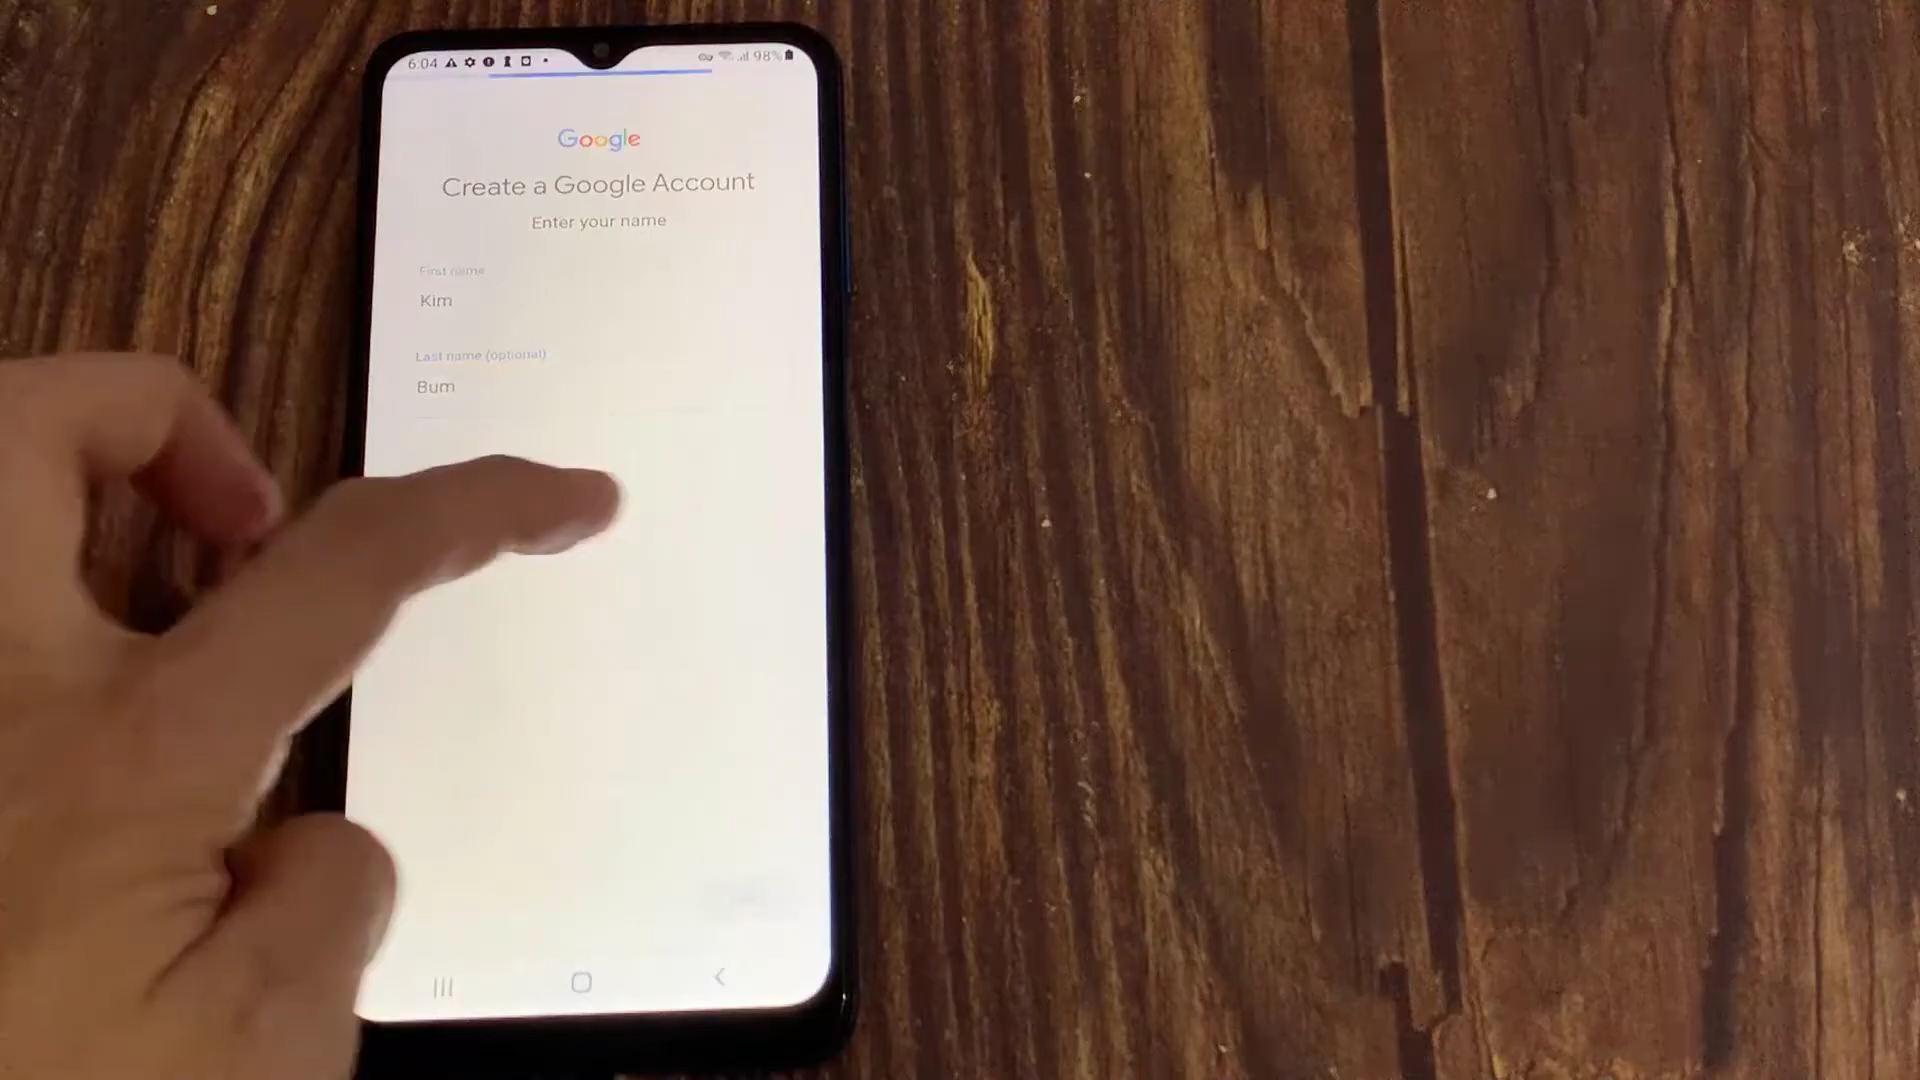 6:04 98%
Google
Create a Google Account
Enter your name
First name
Kim
Last name (optional)
Bum